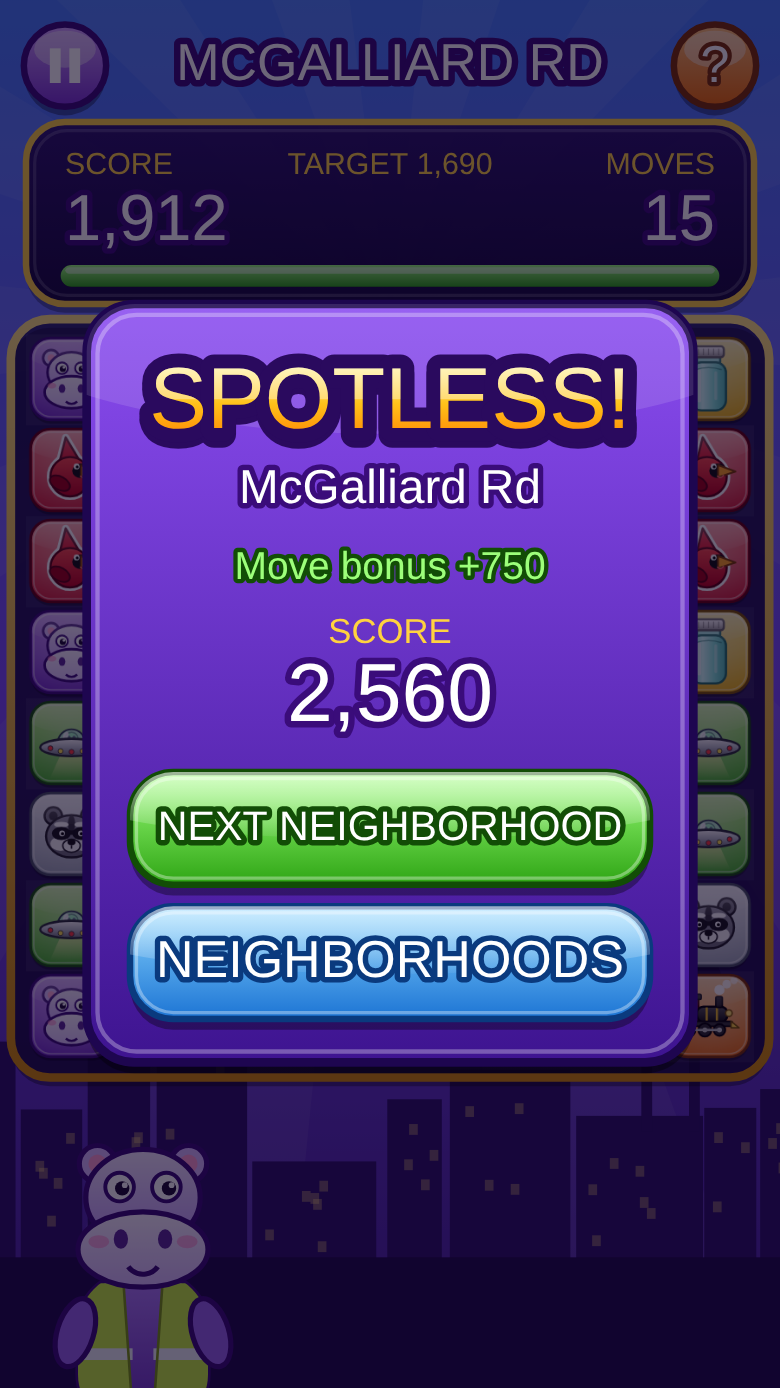 MCGALLIARD RD
?
SCORE
TARGET 1,690
MOVES
1,912
15
SPOTLESS!
McGalliard Rd
Move bonus +750
SCORE
2,560
NEXT NEIGHBORHOOD
NEIGHBORHOODS